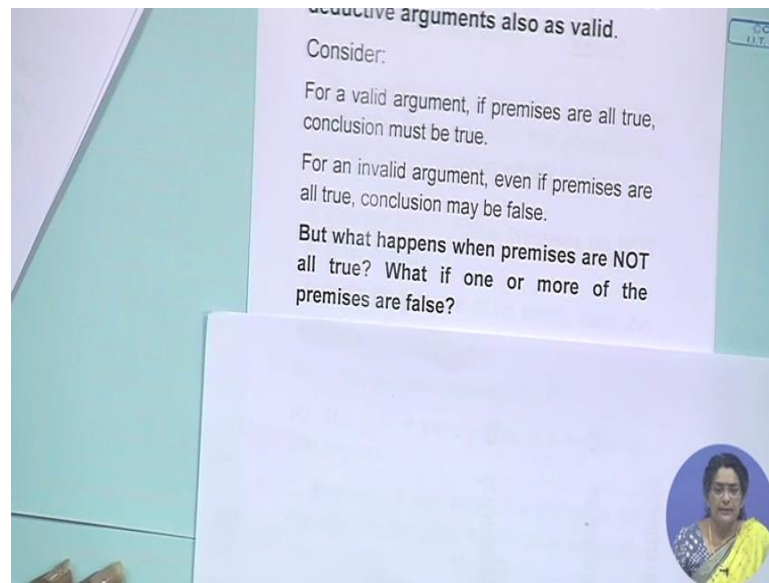 deductive arguments also as valid.
Consider:
For a valid argument, if premises are all true,
conclusion must be true.
For an invalid argument, even if premises are
all true, conclusion may be false.
But what happens when premises are NOT
all true? What if one or more of the
premises are false?
I.I.T.